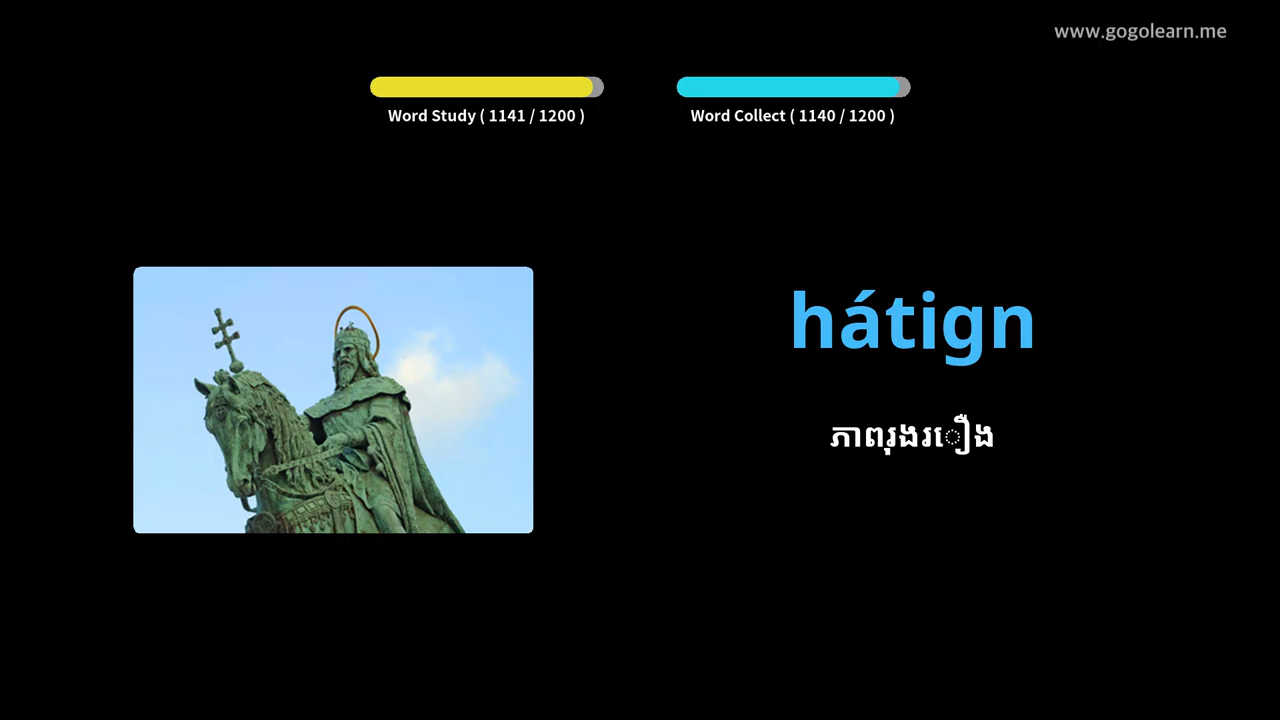 www.gogolearn.me
Word Study ( 1141 / 1200 )
Word Collect ( 1140 / 1200 )
hátign
ភាពរុងរឿង